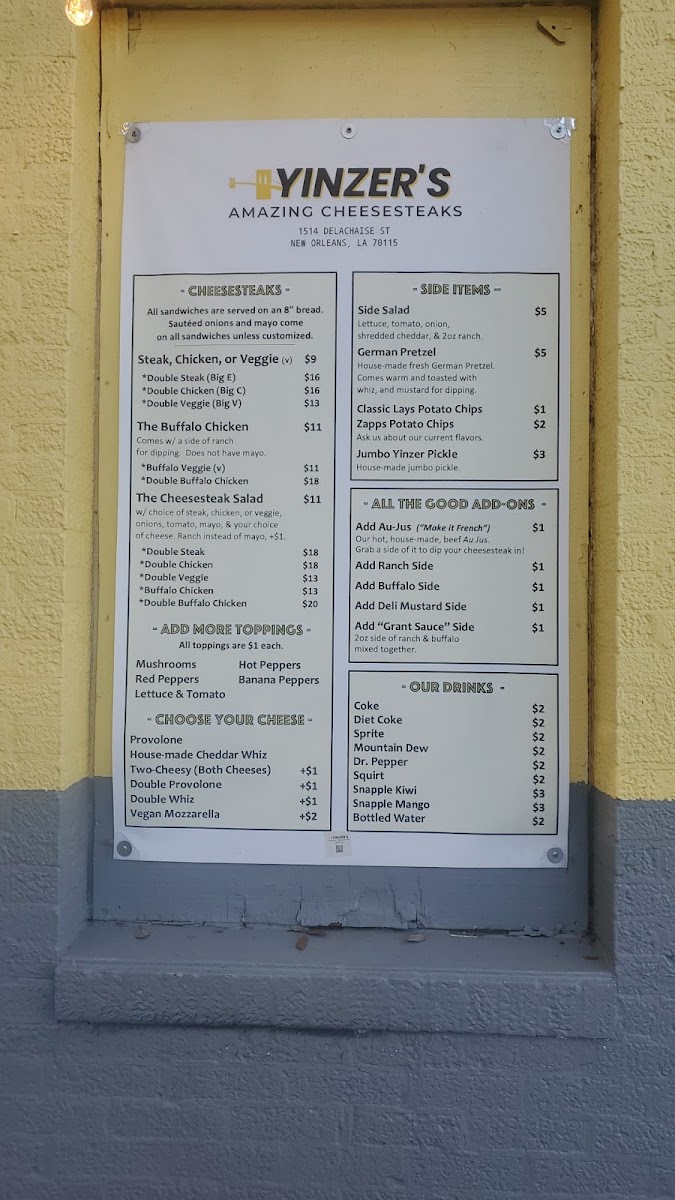 YINZER'S
AMAZING CHEESESTEAKS
1514 DELACHAISE ST
NEW ORLEANS, LA 70115
- CHEESESTEAKS -
All sandwiches are served on an 8" bread.
Sautéed onions and mayo come
on all sandwiches unless customized.
Steak, Chicken, or Veggie (v) $9
*Double Steak (Big E) $16
*Double Chicken (Big C) $16
*Double Veggie (Big V) $13
The Buffalo Chicken $11
Comes w/ a side of ranch
for dipping. Does not have mayo.
*Buffalo Veggie (v) $11
*Double Buffalo Chicken $18
The Cheesesteak Salad $11
w/ choice of steak, chicken, or veggie,
onions, tomato, mayo, & your choice
of cheese. Ranch instead of mayo, +$1.
*Double Steak $18
*Double Chicken $18
*Double Veggie $13
*Buffalo Chicken $13
*Double Buffalo Chicken $20
- ADD MORE TOPPINGS -
All toppings are $1 each.
Mushrooms Hot Peppers
Red Peppers Banana Peppers
Lettuce & Tomato
- CHOOSE YOUR CHEESE -
Provolone
House-made Cheddar Whiz
Two-Cheesy (Both Cheeses) +$1
Double Provolone +$1
Double Whiz +$1
Vegan Mozzarella +$2
- SIDE ITEMS -
Side Salad $5
Lettuce, tomato, onion,
shredded cheddar, & 2oz ranch.
German Pretzel $5
House-made fresh German Pretzel.
Comes warm and toasted with
whiz, and mustard for dipping.
Classic Lays Potato Chips $1
Zapps Potato Chips $2
Ask us about our current flavors.
Jumbo Yinzer Pickle $3
House-made jumbo pickle.
- ALL THE GOOD ADD-ONS -
Add Au-Jus ("Make it French") $1
Our hot, house-made, beef Au Jus.
Grab a side of it to dip your cheesesteak in!
Add Ranch Side $1
Add Buffalo Side $1
Add Deli Mustard Side $1
Add "Grant Sauce" Side $1
2oz side of ranch & buffalo
mixed together.
- OUR DRINKS -
Coke $2
Diet Coke $2
Sprite $2
Mountain Dew $2
Dr. Pepper $2
Squirt $2
Snapple Kiwi $3
Snapple Mango $3
Bottled Water $2